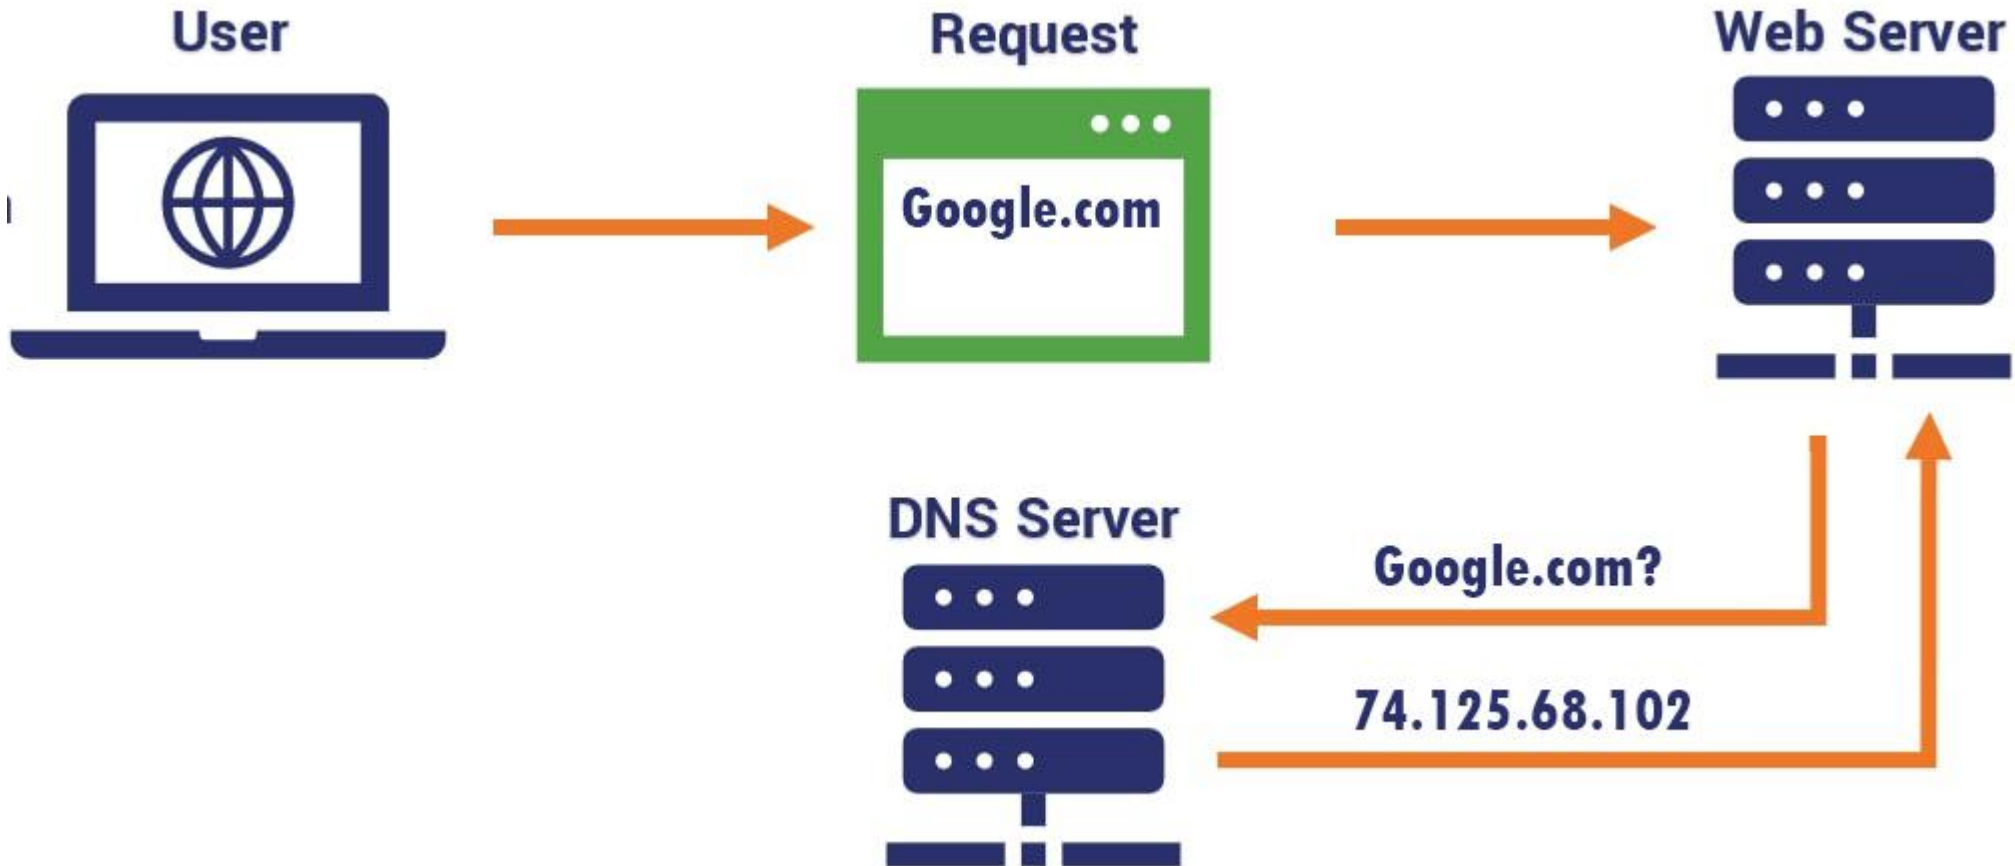 User
Request
Web Server
Google.com
DNS Server
Google.com?
74.125.68.102